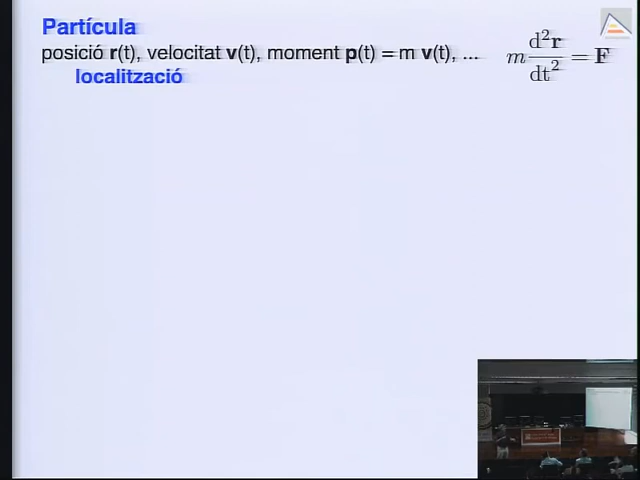 Partícula
posició r(t), velocitat v(t), moment p(t) = m v(t), ...
m d²r/dt² = F
localització